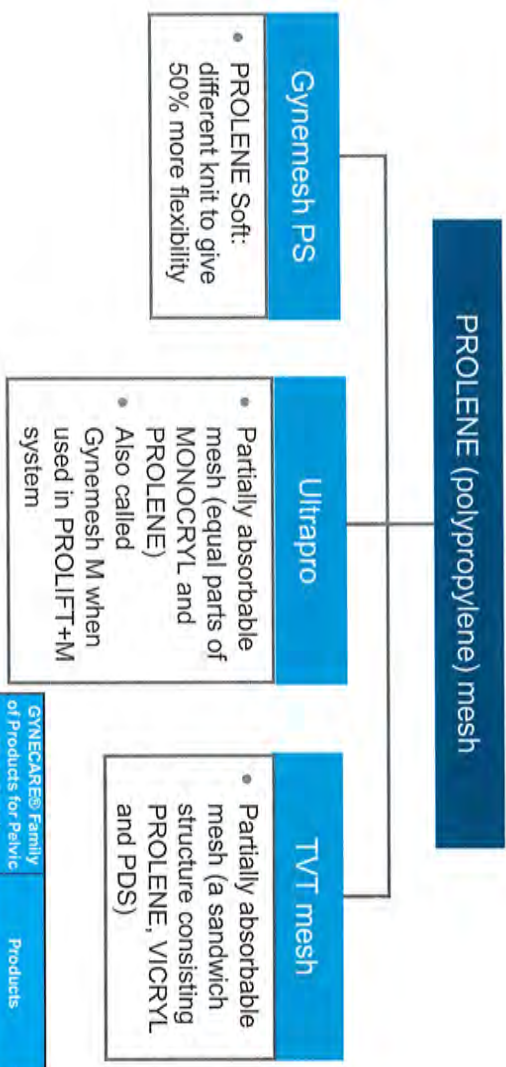 PROLENE (polypropylene) mesh
Gynemesh PS
• PROLENE Soft:
different knit to give
50% more flexibility
Ultrapro
• Partially absorbable
mesh (equal parts of
MONOCRYL and
PROLENE)
• Also called
Gynemesh M when
used in PROLIFT+M
system
TVT mesh
• Partially absorbable
mesh (a sandwich
structure consisting
PROLENE, VICRYL
and PDS)
GYNECARE® Family
of Products for Pelvic
Products